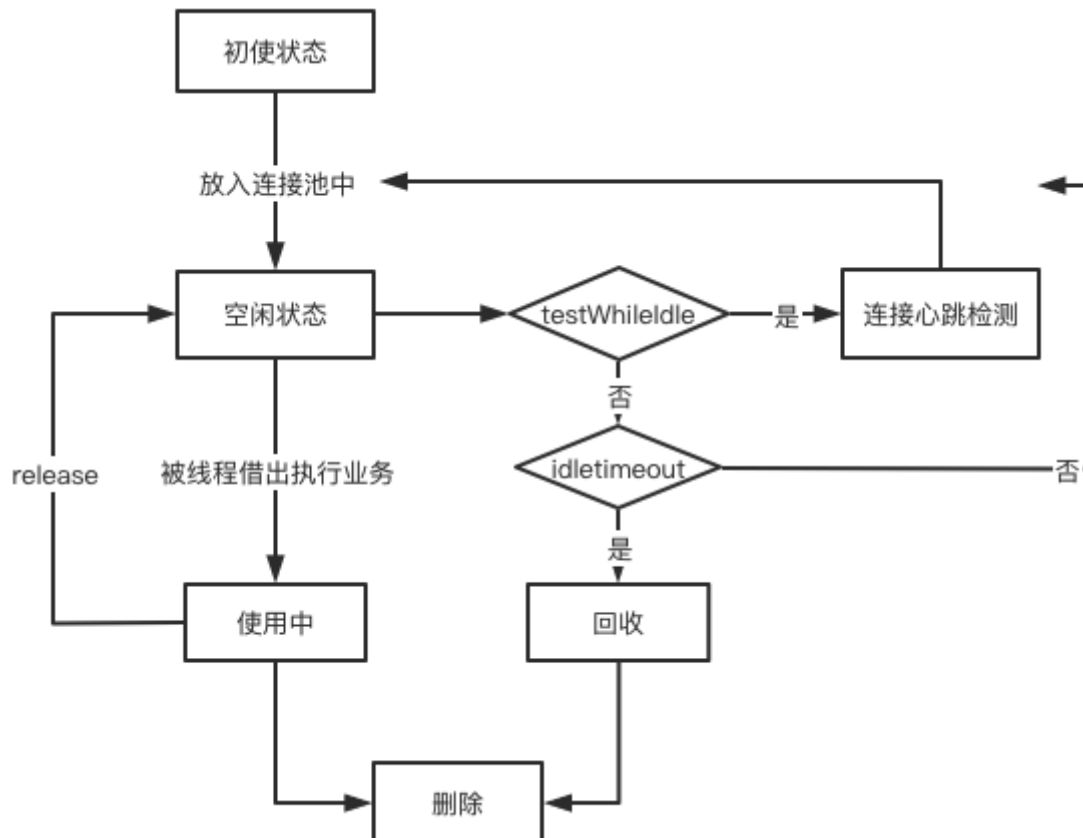 初使状态
放入连接池中
空闲状态
testWhileIdle
是
连接心跳检测
否
release
被线程借出执行业务
idletimeout
否
是
使用中
回收
删除